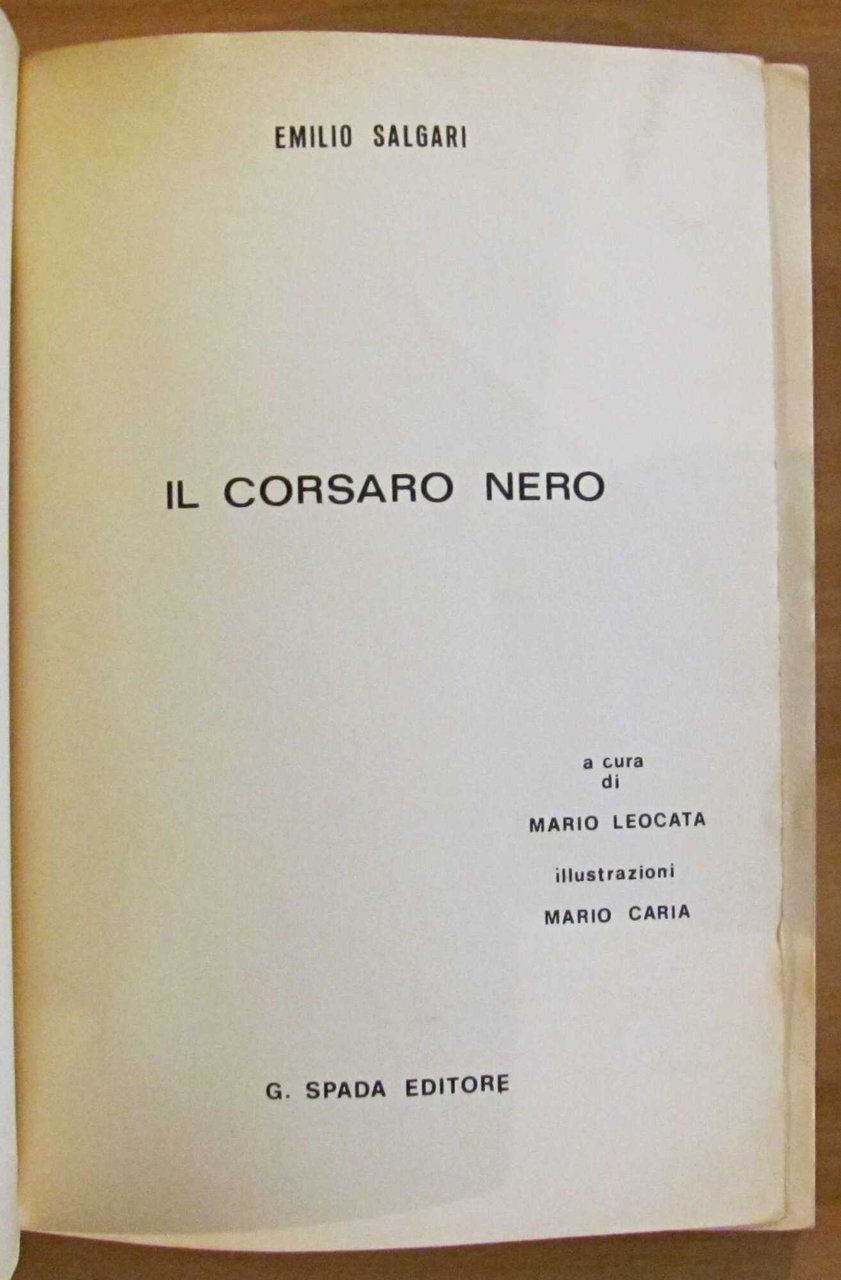 EMILIO SALGARI
IL CORSARO NERO
a cura
di
MARIO LEOCATA
illustrazioni
MARIO CARIA
G. SPADA EDITORE